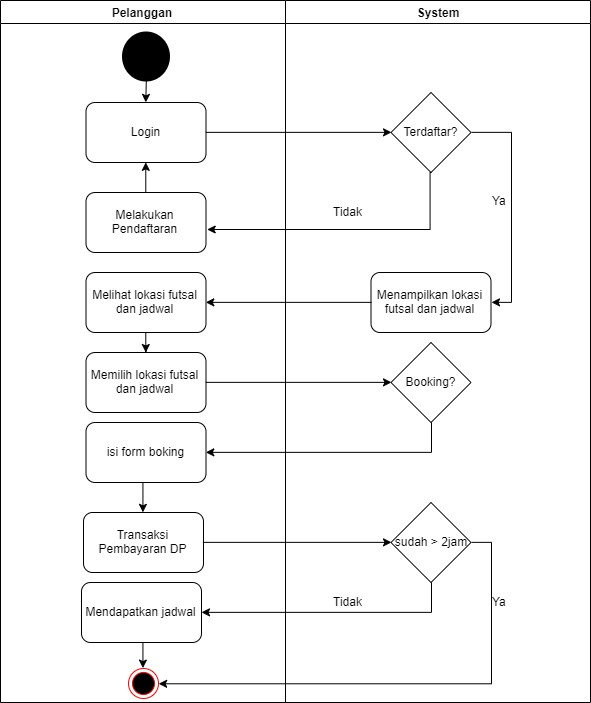 Pelanggan
System
Login
Terdaftar?
Ya
Tidak
Melakukan
Pendaftaran
Melihat lokasi futsal
dan jadwal
Menampilkan lokasi
futsal dan jadwal
Memilih lokasi futsal
dan jadwal
Booking?
isi form boking
Transaksi
Pembayaran DP
sudah > 2jam
Mendapatkan jadwal
Tidak
Ya